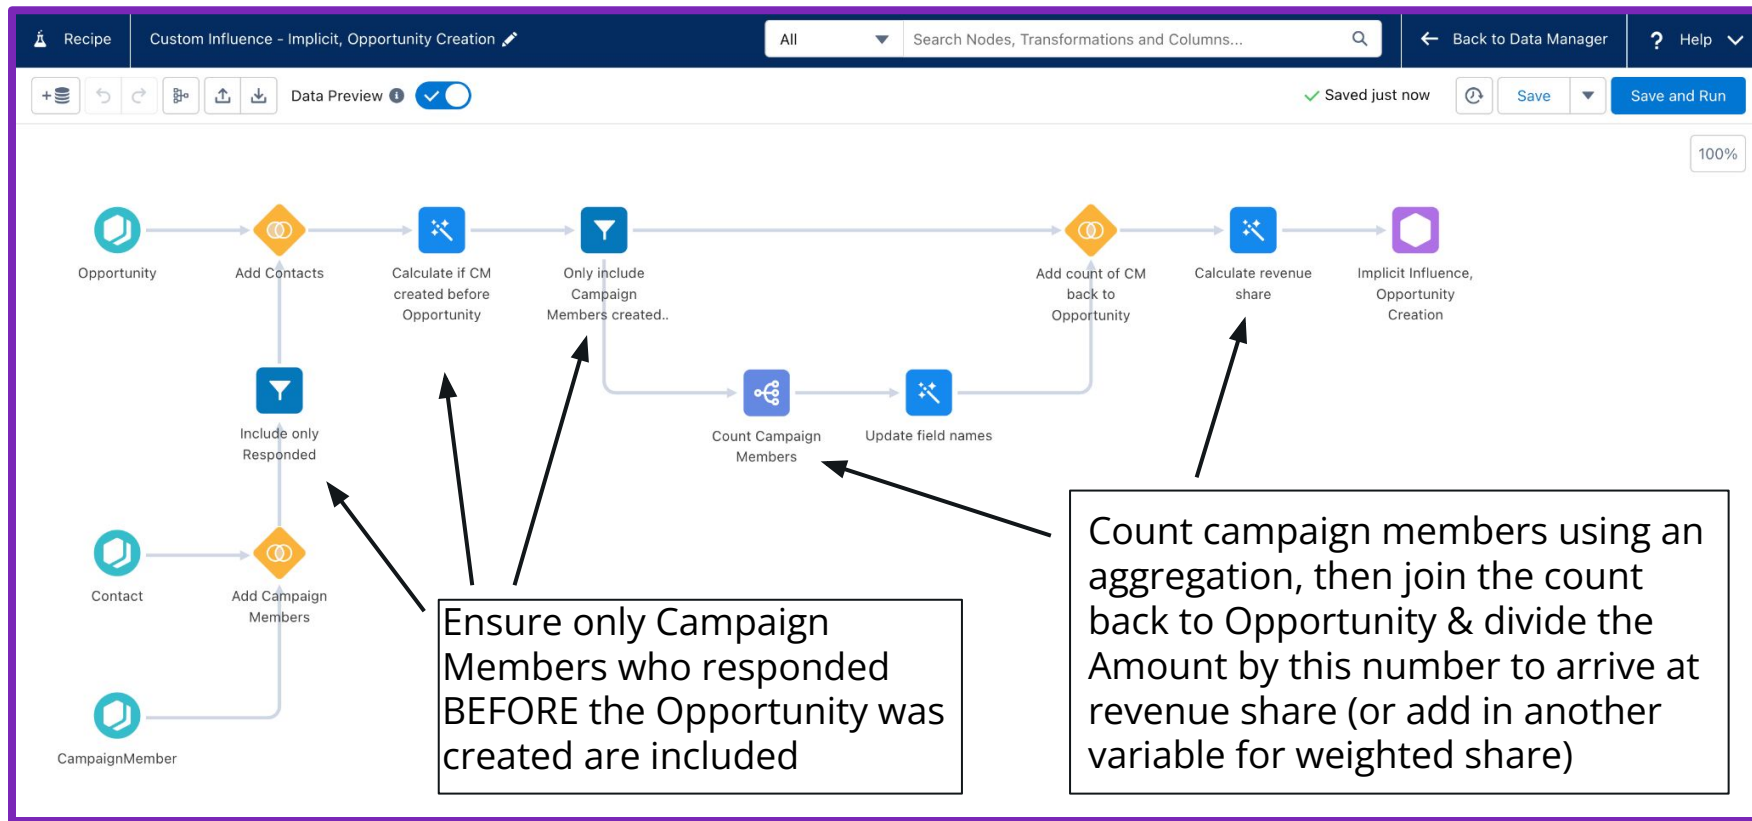 Recipe
Custom Influence - Implicit, Opportunity Creation
All
Search Nodes, Transformations and Columns...
Back to Data Manager
? Help
Data Preview
Saved just now
Save
Save and Run
100%
Opportunity
Add Contacts
Calculate if CM
created before
Opportunity
Only include
Campaign
Members created..
Add count of CM
back to
Opportunity
Calculate revenue
share
Implicit Influence,
Opportunity
Creation
Include only
Responded
Count Campaign
Members
Update field names
Contact
Add Campaign
Members
CampaignMember
Ensure only Campaign
Members who responded
BEFORE the Opportunity was
created are included
Count campaign members using an
aggregation, then join the count
back to Opportunity & divide the
Amount by this number to arrive at
revenue share (or add in another
variable for weighted share)